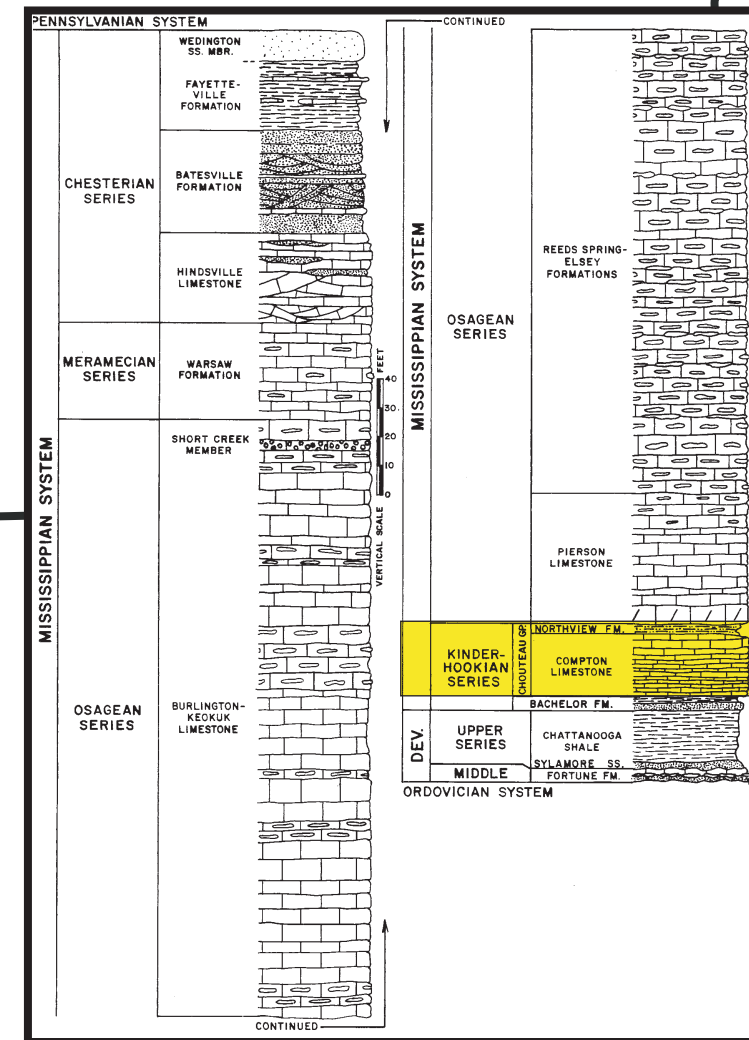 PENNSYLVANIAN SYSTEM
MISSISSIPPIAN SYSTEM
CHESTERIAN
SERIES
WEDINGTON
SS. MBR.
FAYETTE-
VILLE
FORMATION
BATESVILLE
FORMATION
HINDSVILLE
LIMESTONE
MERAMECIAN
SERIES
WARSAW
FORMATION
OSAGEAN
SERIES
SHORT CREEK
MEMBER
BURLINGTON-
KEOKUK
LIMESTONE
CONTINUED
FEET
40
30
20
10
0
VERTICAL SCALE
CONTINUED
MISSISSIPPIAN SYSTEM
OSAGEAN
SERIES
REEDS SPRING-
ELSEY
FORMATIONS
PIERSON
LIMESTONE
KINDER-
HOOKIAN
SERIES
CHOUTEAU GP.
NORTHVIEW FM.
COMPTON
LIMESTONE
BACHELOR FM.
DEV.
UPPER
SERIES
CHATTANOOGA
SHALE
SYLAMORE SS.
MIDDLE
FORTUNE FM.
ORDOVICIAN SYSTEM